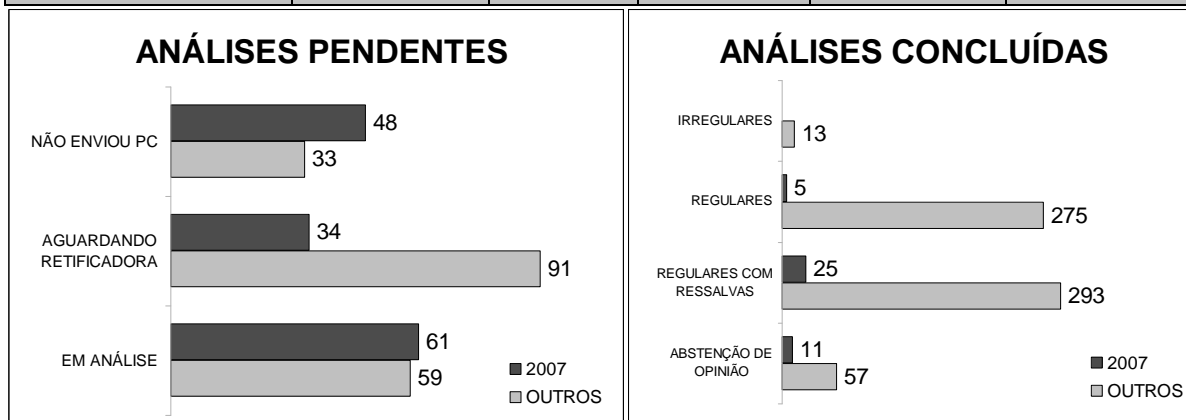 ANÁLISES PENDENTES
NÃO ENVIOU PC
48
33
AGUARDANDO
RETIFICADORA
34
91
EM ANÁLISE
61
59
2007
OUTROS
ANÁLISES CONCLUÍDAS
IRREGULARES
13
REGULARES
5
275
REGULARES COM
RESSALVAS
25
293
ABSTENÇÃO DE
OPINIÃO
11
57
2007
OUTROS